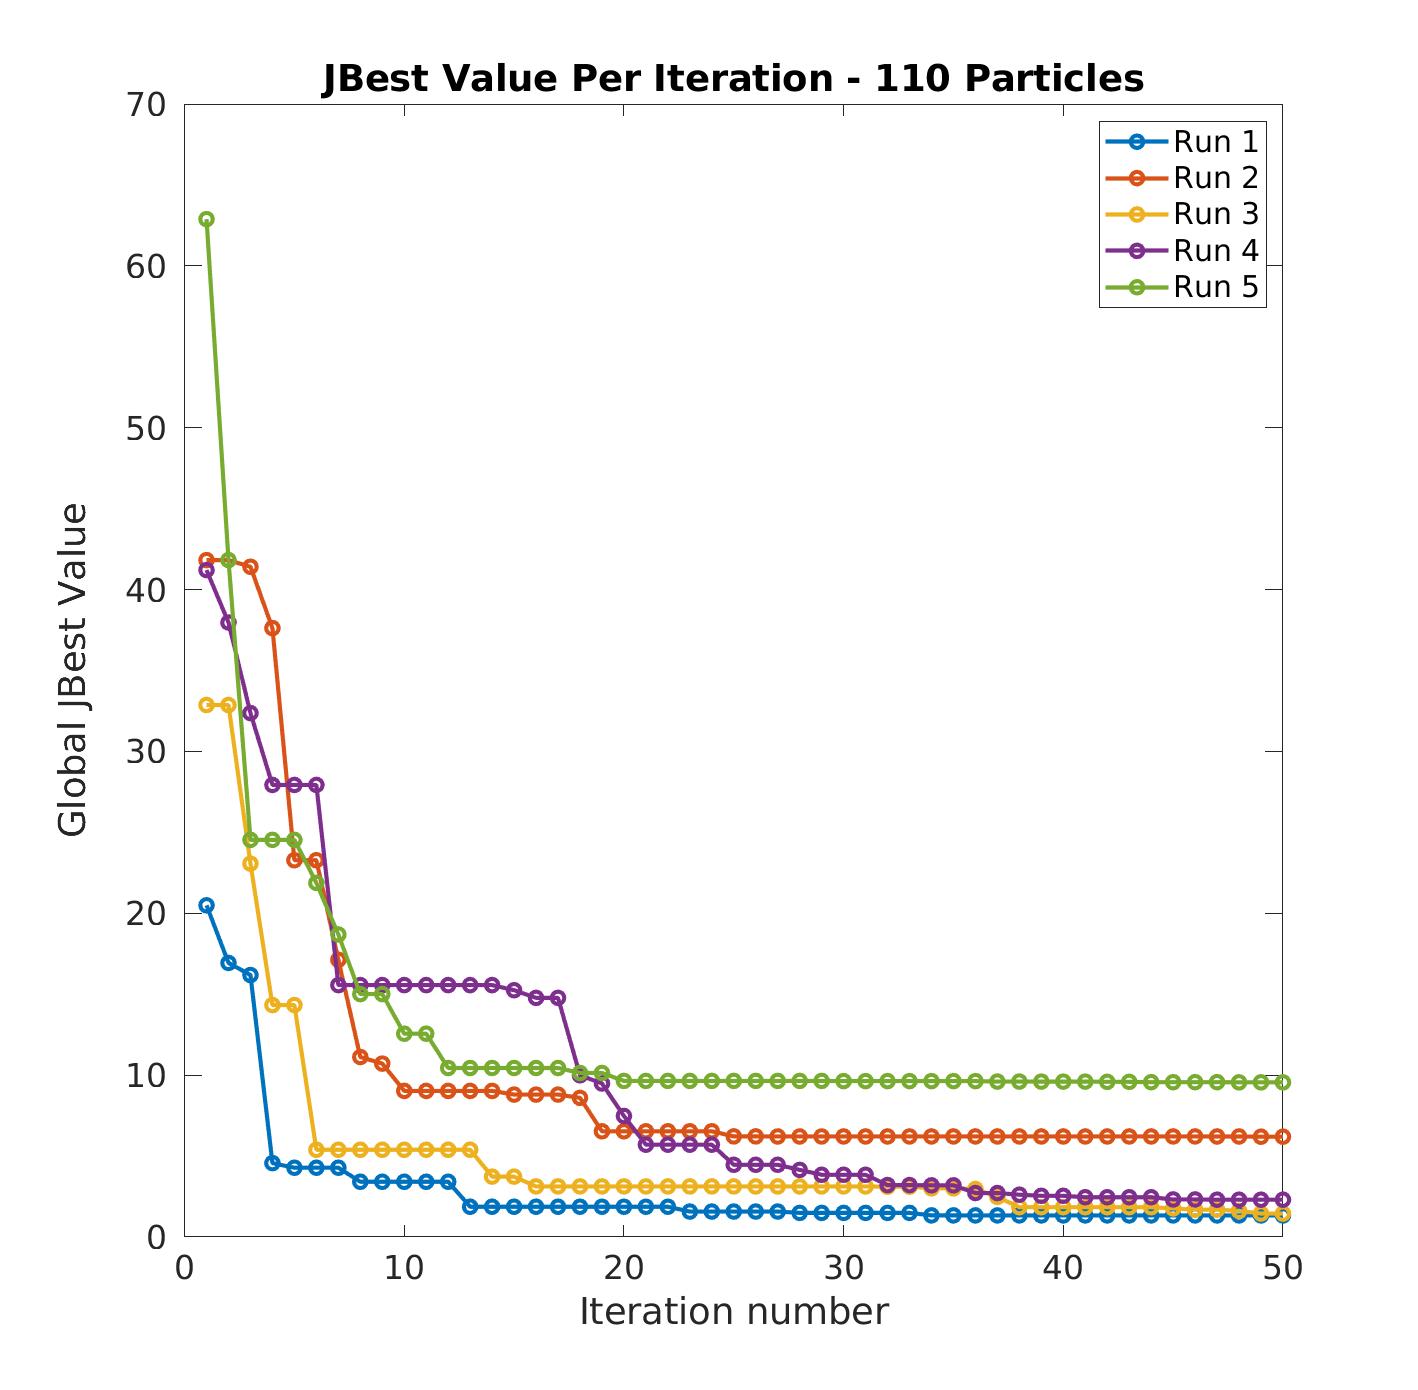 JBest Value Per Iteration - 110 Particles
70
60
50
40
30
20
10
0
Global JBest Value
Run 1
Run 2
Run 3
Run 4
Run 5
0 10 20 30 40 50
Iteration number